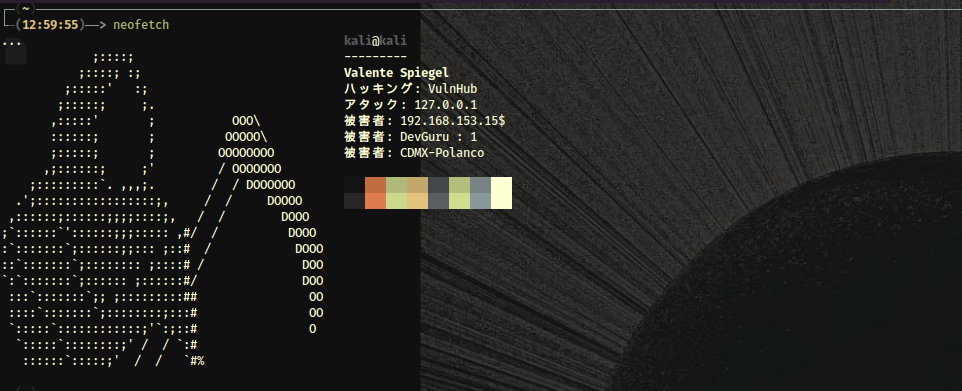 ~
(12:59:55)—> neofetch
...
kali@kali
---------
Valente Spiegel
ハッキング: VulnHub
アタック: 127.0.0.1
被害者: 192.168.153.15$
被害者: DevGuru : 1
被害者: CDMX-Polanco